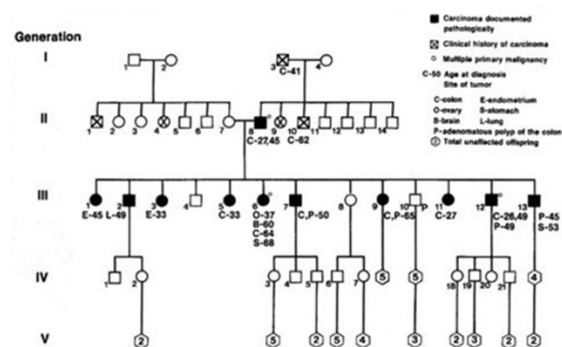 Generation
Carcinoma documented
pathologically
Clinical history of carcinoma
Multiple primary malignancy
C-50 Age at diagnosis
Site of tumor
C-colon E-endometrium
O-ovary S-stomach
B-brain L-lung
P-adenomatous polyp of the colon
2 Total unaffected offspring
I
1 2 3 C-41 4
II
1 2 3 4 5 6 7 8 9 10 11 12 13 14
C-27,45 C-62
III
1 2 3 4 5 6 7 8 9 10 P 11 12 13
E-45 L-49 E-33 C-33 O-37 C,P-50 C,P-65 C-27 C-26,49 P-45
B-60 P-49 S-53
C-64
S-68
IV
1 2 3 4 5 6 7 5 5 18 19 20 21 4
V
2 5 2 5 4 3 2 3 2 2